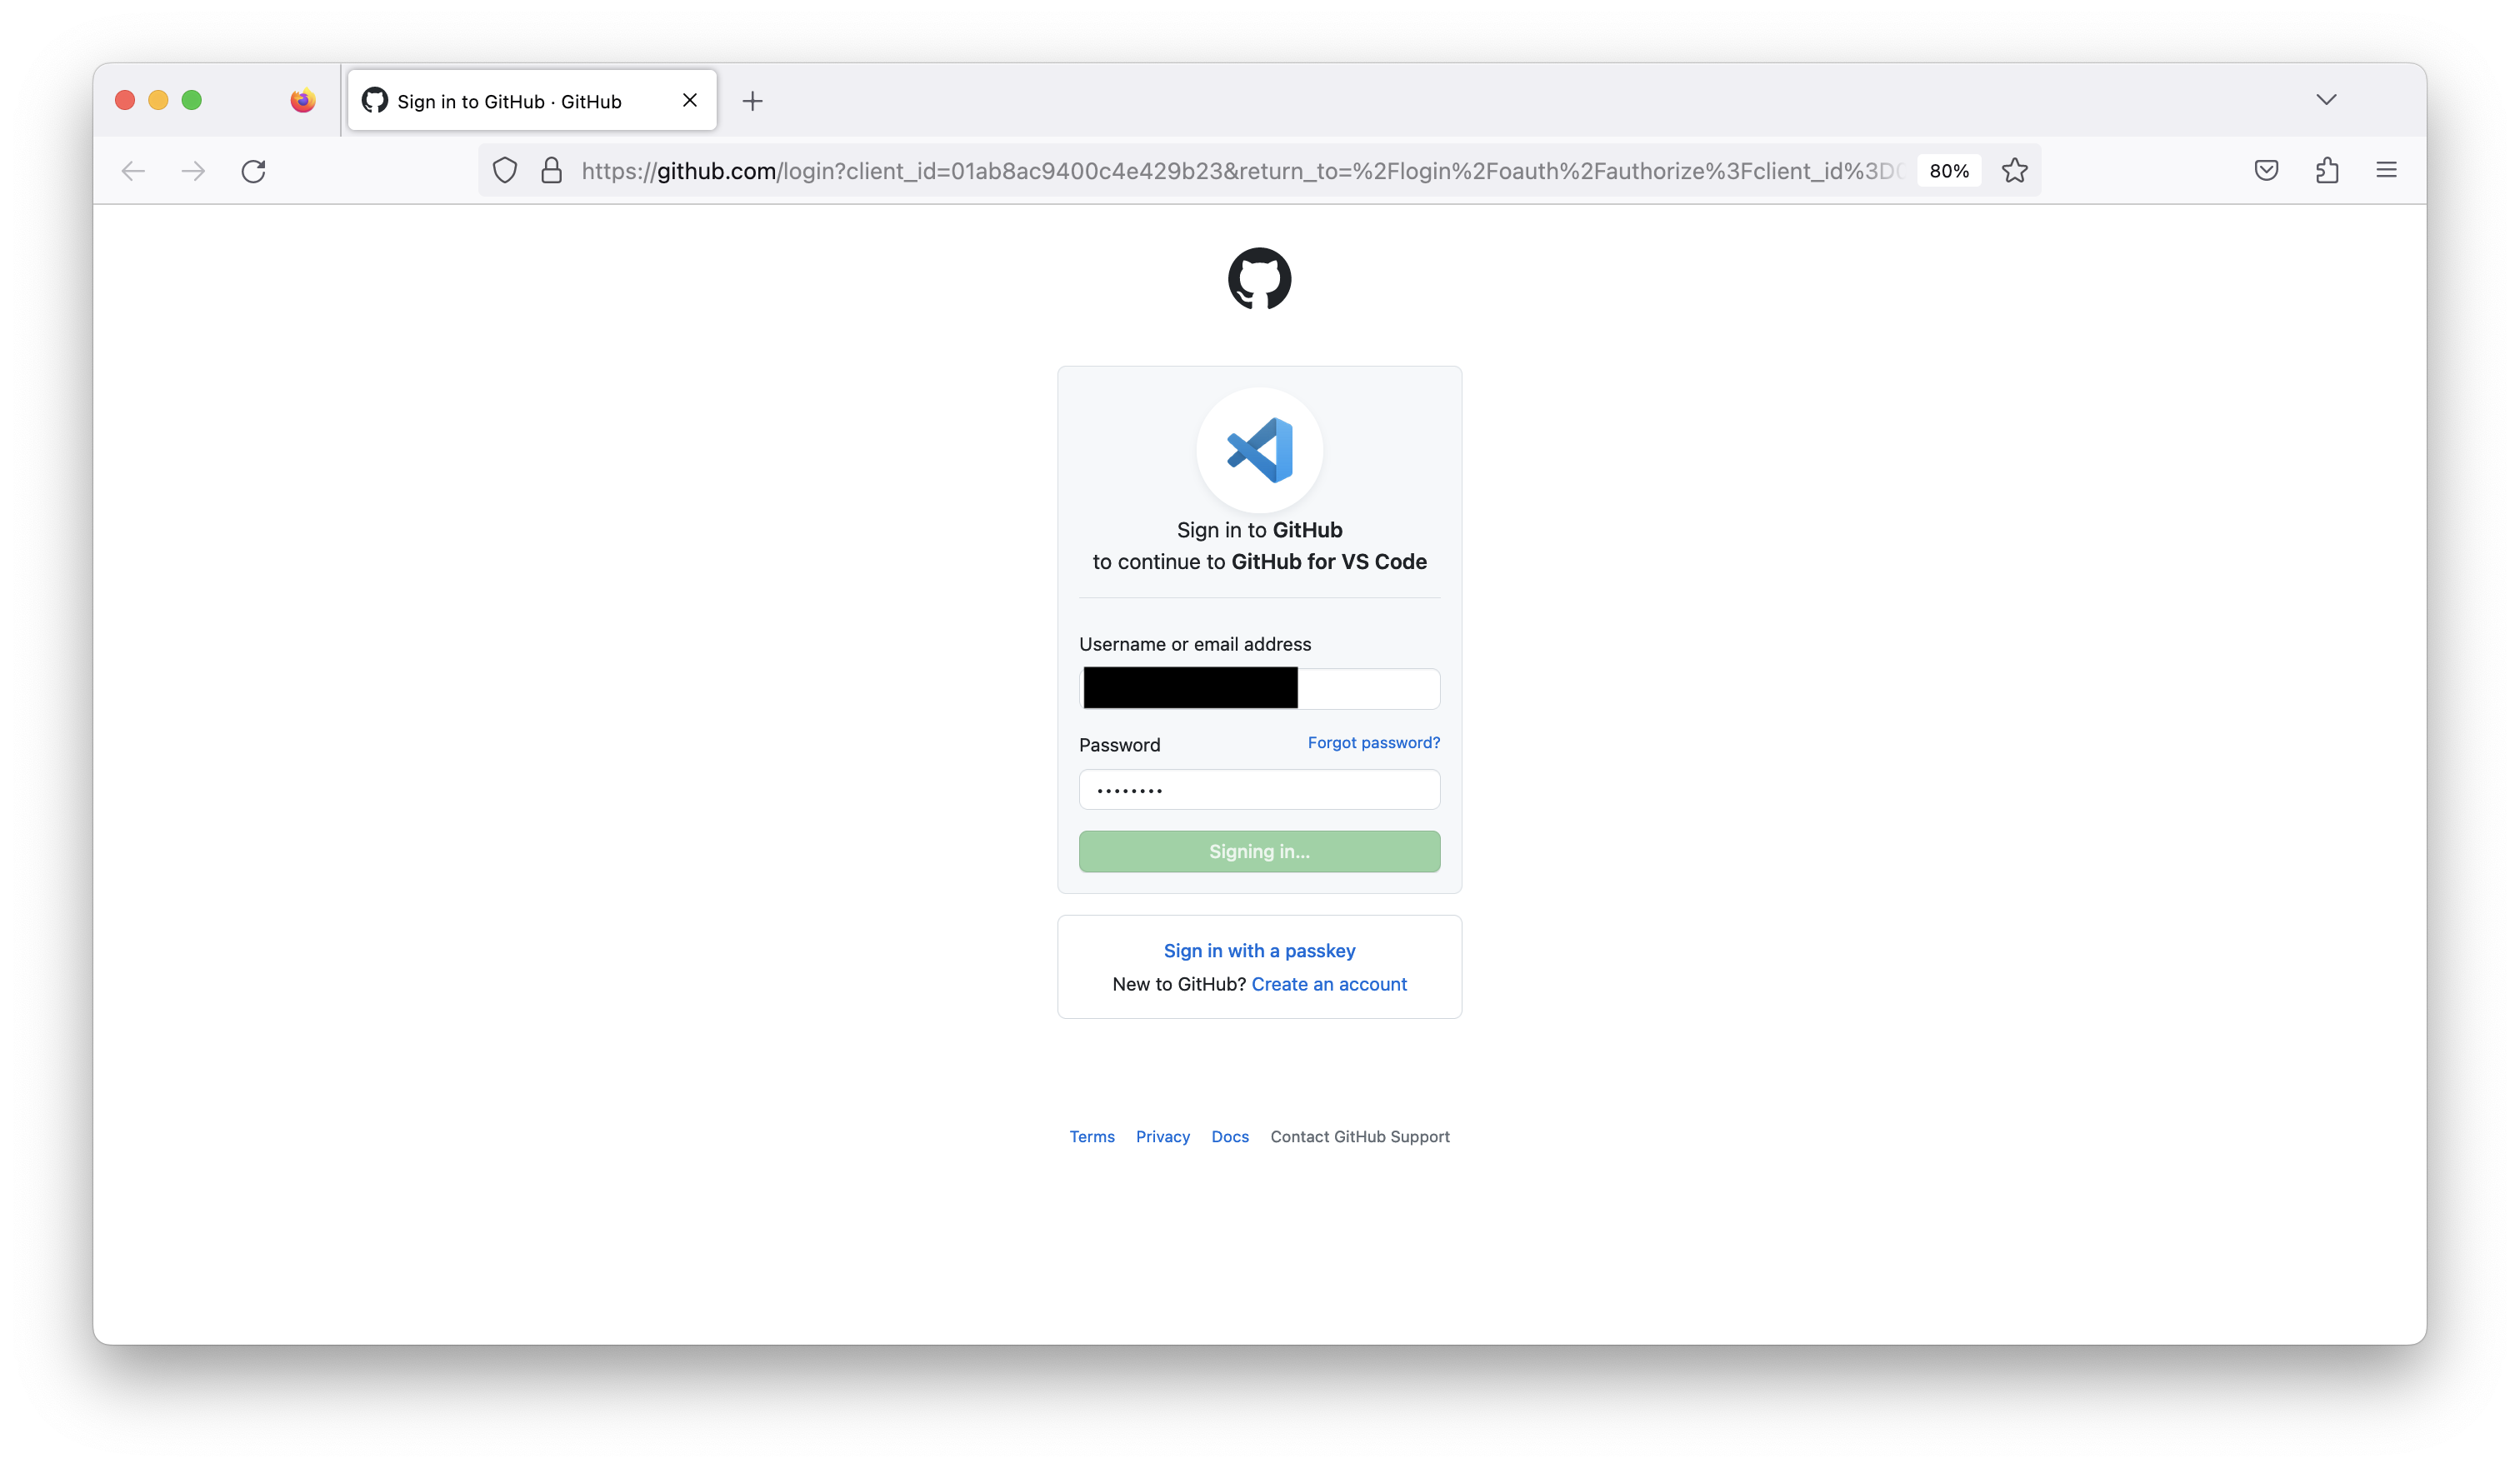 Sign in to GitHub · GitHub
https://github.com/login?client_id=01ab8ac9400c4e429b23&return_to=%2Flogin%2Foauth%2Fauthorize%3Fclient_id%3D
80%
Sign in to GitHub
to continue to GitHub for VS Code
Username or email address
Password
Forgot password?
••••••••
Signing in...
Sign in with a passkey
New to GitHub? Create an account
Terms
Privacy
Docs
Contact GitHub Support